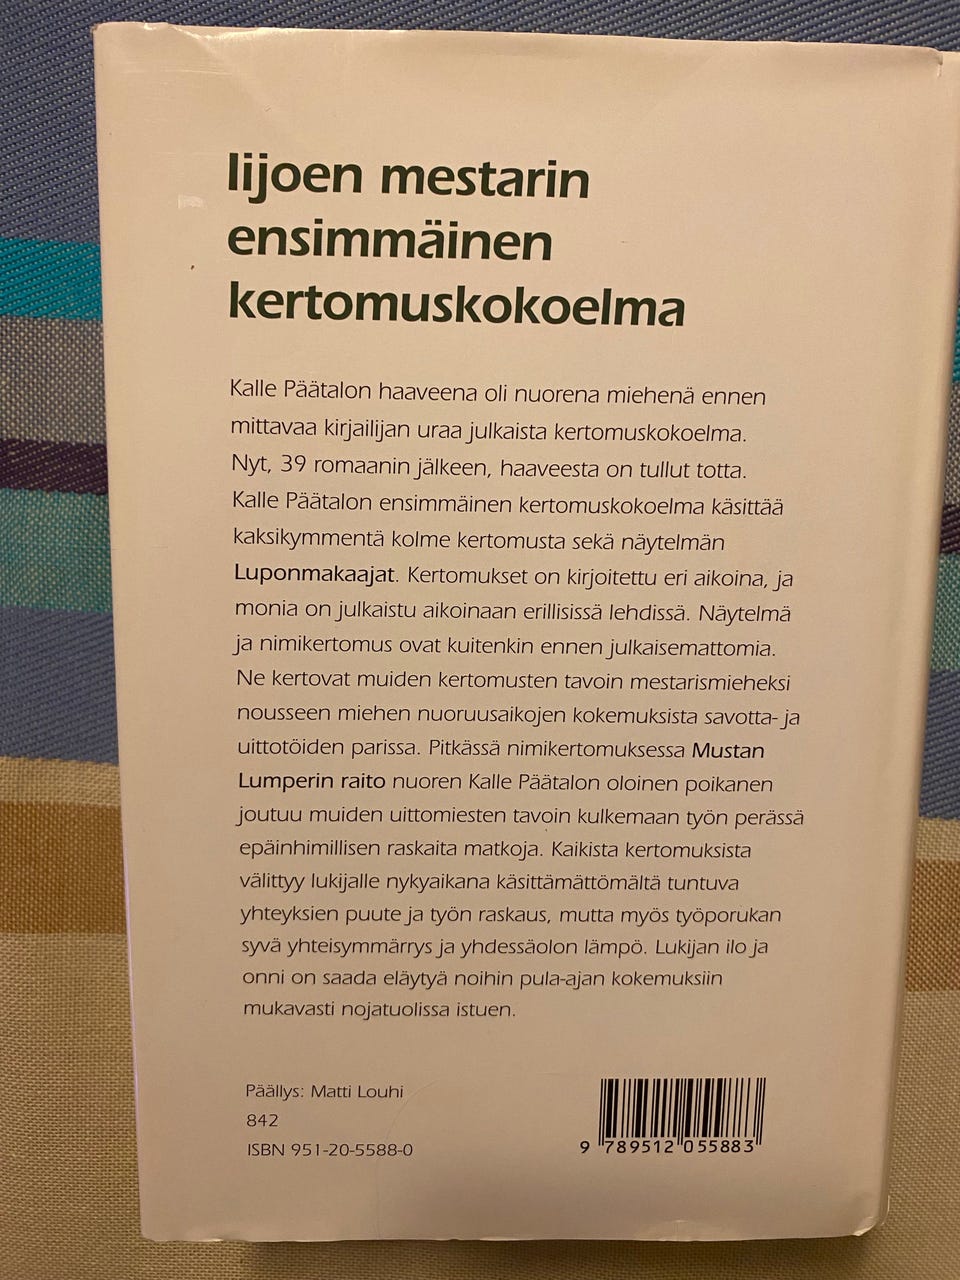 Iijoen mestarin
ensimmäinen
kertomuskokoelma
Kalle Päätalon haaveena oli nuorena miehenä ennen
mittavaa kirjailijan uraa julkaista kertomuskokoelma.
Nyt, 39 romaanin jälkeen, haaveesta on tullut totta.
Kalle Päätalon ensimmäinen kertomuskokoelma käsittää
kaksikymmentä kolme kertomusta sekä näytelmän
Luponmakaajat. Kertomukset on kirjoitettu eri aikoina, ja
monia on julkaistu aikoinaan erillisissä lehdissä. Näytelmä
ja nimikertomus ovat kuitenkin ennen julkaisemattomia.
Ne kertovat muiden kertomusten tavoin mestarismieheksi
nousseen miehen nuoruusaikojen kokemuksista savotta- ja
uittotöiden parissa. Pitkässä nimikertomuksessa Mustan
Lumperin raito nuoren Kalle Päätalon oloinen poikanen
joutuu muiden uittomiesten tavoin kulkemaan työn perässä
epäinhimillisen raskaita matkoja. Kaikista kertomuksista
välittyy lukijalle nykyaikana käsittämättömältä tuntuva
yhteyksien puute ja työn raskaus, mutta myös työporukan
syvä yhteisymmärrys ja yhdessäolon lämpö. Lukijan ilo ja
onni on saada eläytyä noihin pula-ajan kokemuksiin
mukavasti nojatuolissa istuen.
Päällys: Matti Louhi
842
ISBN 951-20-5588-0
9 789512 055883